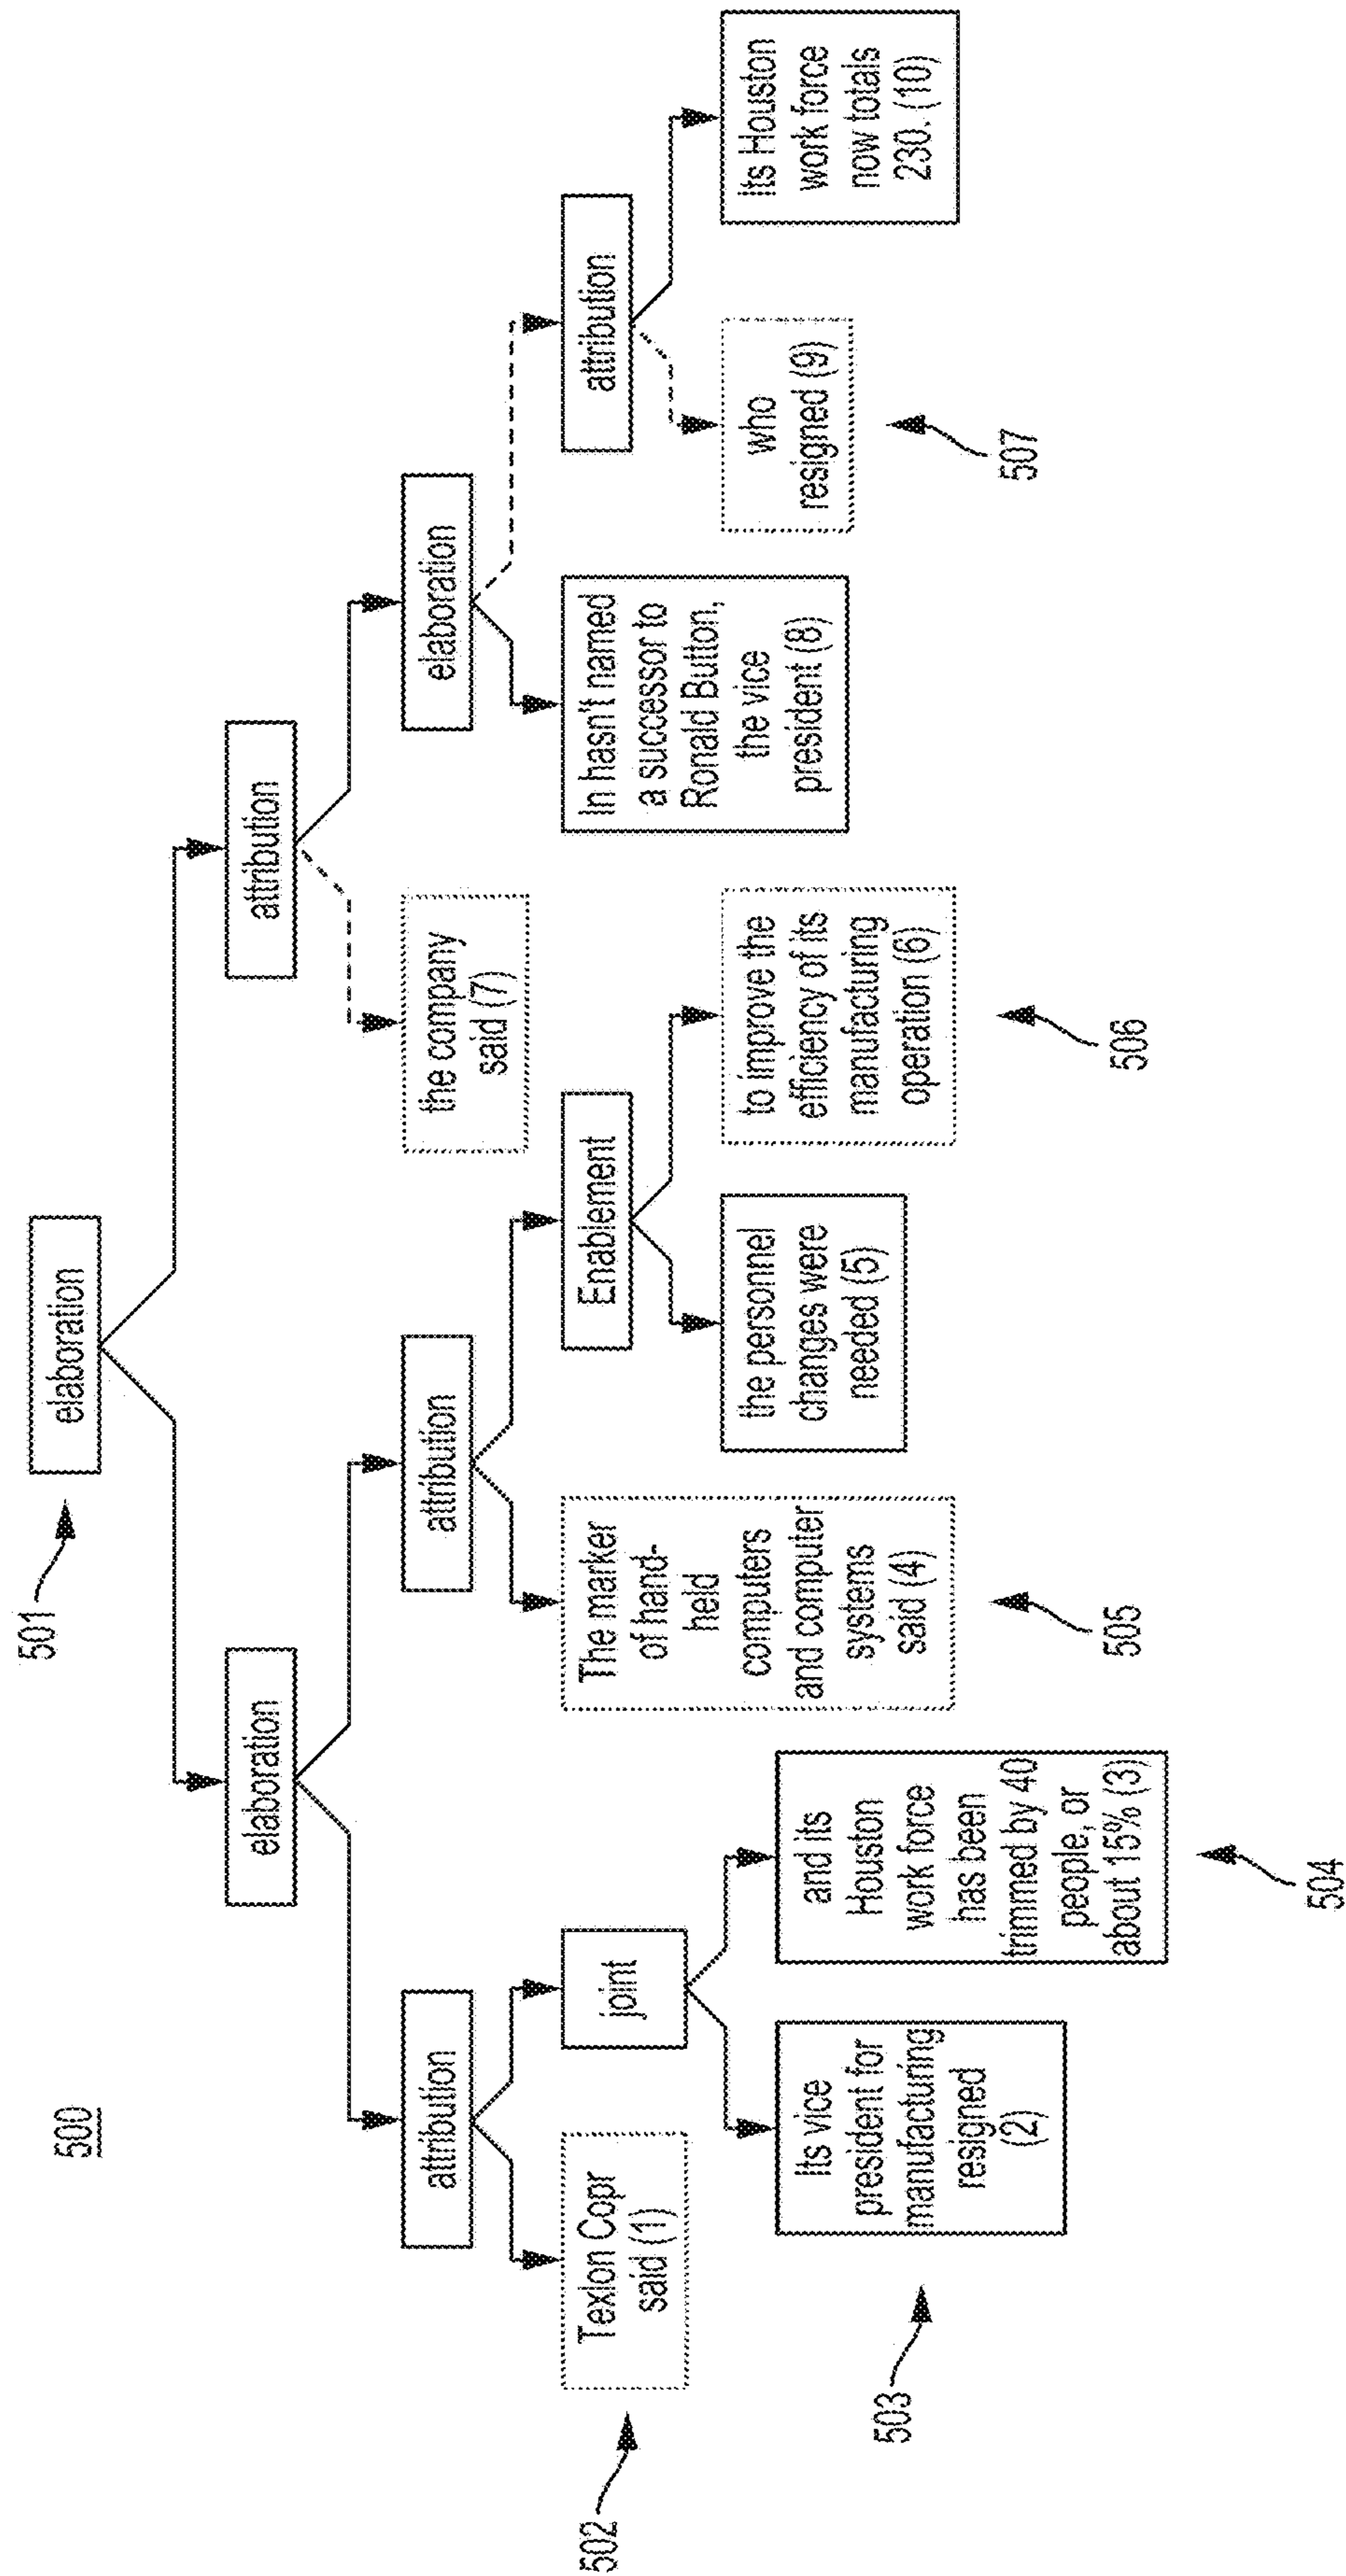 500
501
elaboration
elaboration
attribution
attribution
attribution
the company
said (7)
elaboration
Texlon Copr
said (1)
joint
The marker
of hand-
held
computers
and computer
systems
said (4)
Enablement
In hasn't named
a successor to
Ronald Button,
the vice
president (8)
attribution
Its vice
president for
manufacturing
resigned
(2)
and its
Houston
work force
has been
trimmed by 40
people, or
about 15% (3)
the personnel
changes were
needed (5)
to improve the
efficiency of its
manufacturing
operation (6)
who
resigned (9)
Its Houston
work force
now totals
230. (10)
502
503
504
505
506
507